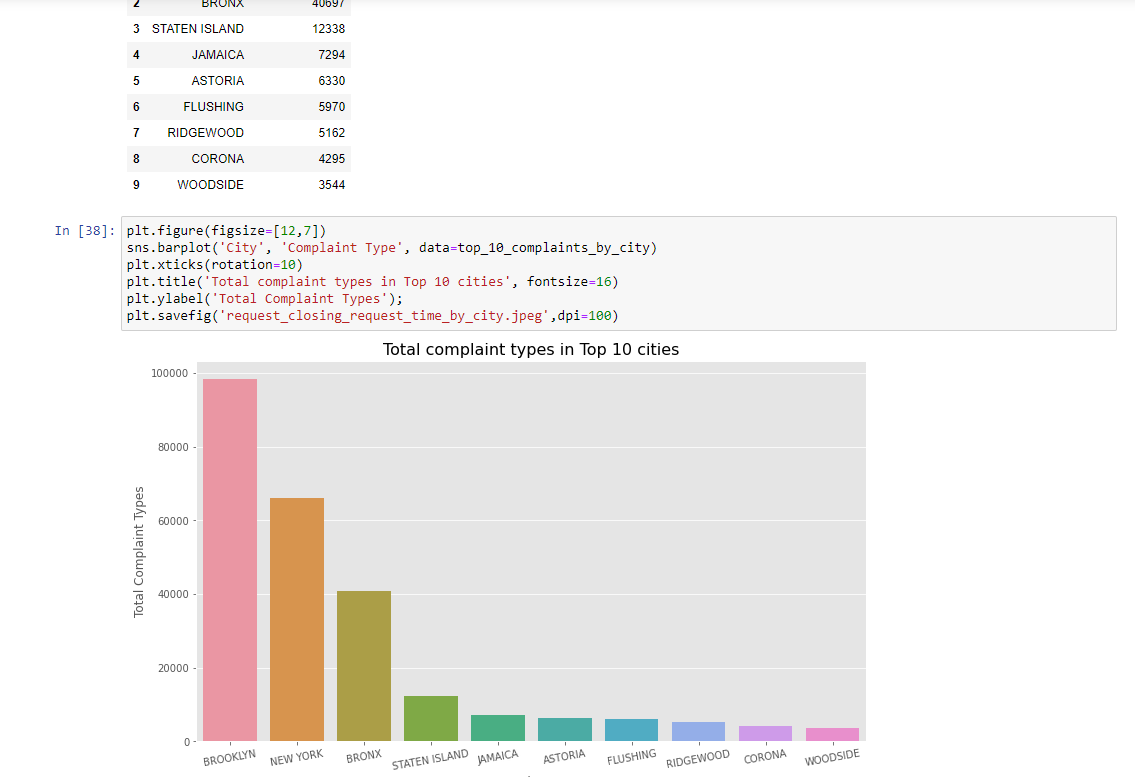 2 BRONX 40697
3 STATEN ISLAND 12338
4 JAMAICA 7294
5 ASTORIA 6330
6 FLUSHING 5970
7 RIDGEWOOD 5162
8 CORONA 4295
9 WOODSIDE 3544
In [38]: plt.figure(figsize=[12,7])
sns.barplot('City', 'Complaint Type', data=top_10_complaints_by_city)
plt.xticks(rotation=10)
plt.title('Total complaint types in Top 10 cities', fontsize=16)
plt.ylabel('Total Complaint Types');
plt.savefig('request_closing_request_time_by_city.jpeg',dpi=100)
Total complaint types in Top 10 cities
100000
80000
60000
40000
20000
0
Total Complaint Types
BROOKLYN NEW YORK BRONX STATEN ISLAND JAMAICA ASTORIA FLUSHING RIDGEWOOD CORONA WOODSIDE